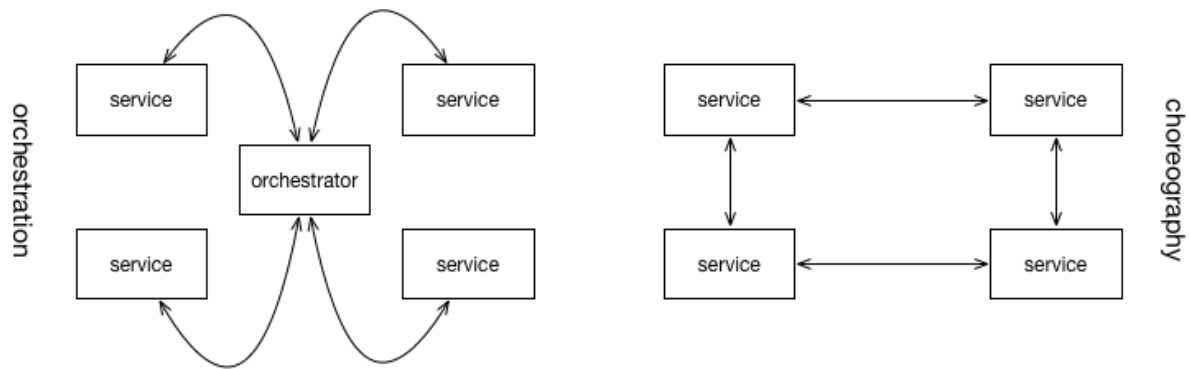 orchestration
service
service
orchestrator
service
service
service
service
service
service
choreography